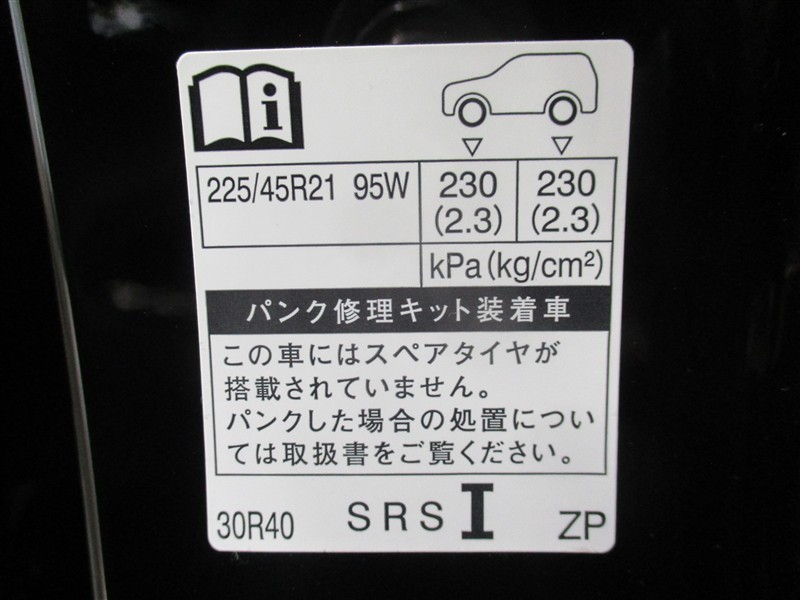 225/45R21 95W 230 (2.3) 230 (2.3)
kPa(kg/cm²)
パンク修理キット装着車
この車にはスペアタイヤが
搭載されていません。
パンクした場合の処置につい
ては取扱書をご覧ください。
30R40 SRS I ZP